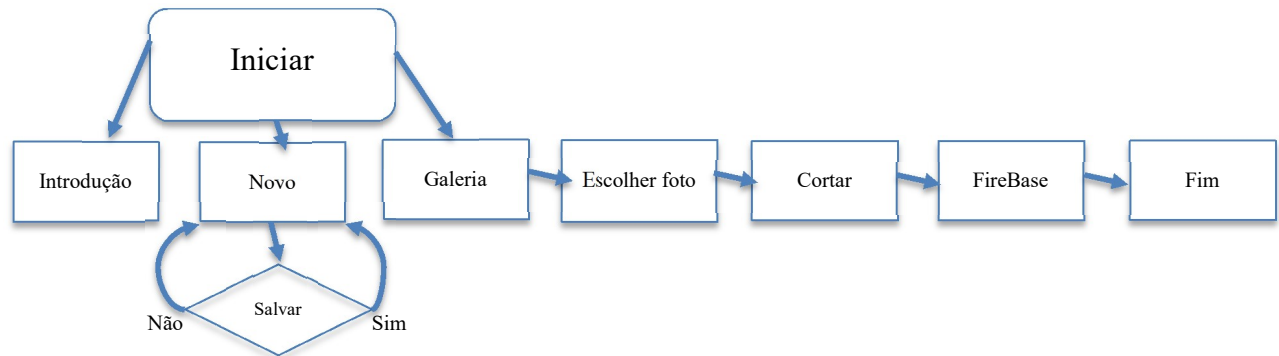 Iniciar
Introdução
Novo
Galeria
Escolher foto
Cortar
FireBase
Fim
Salvar
Não
Sim